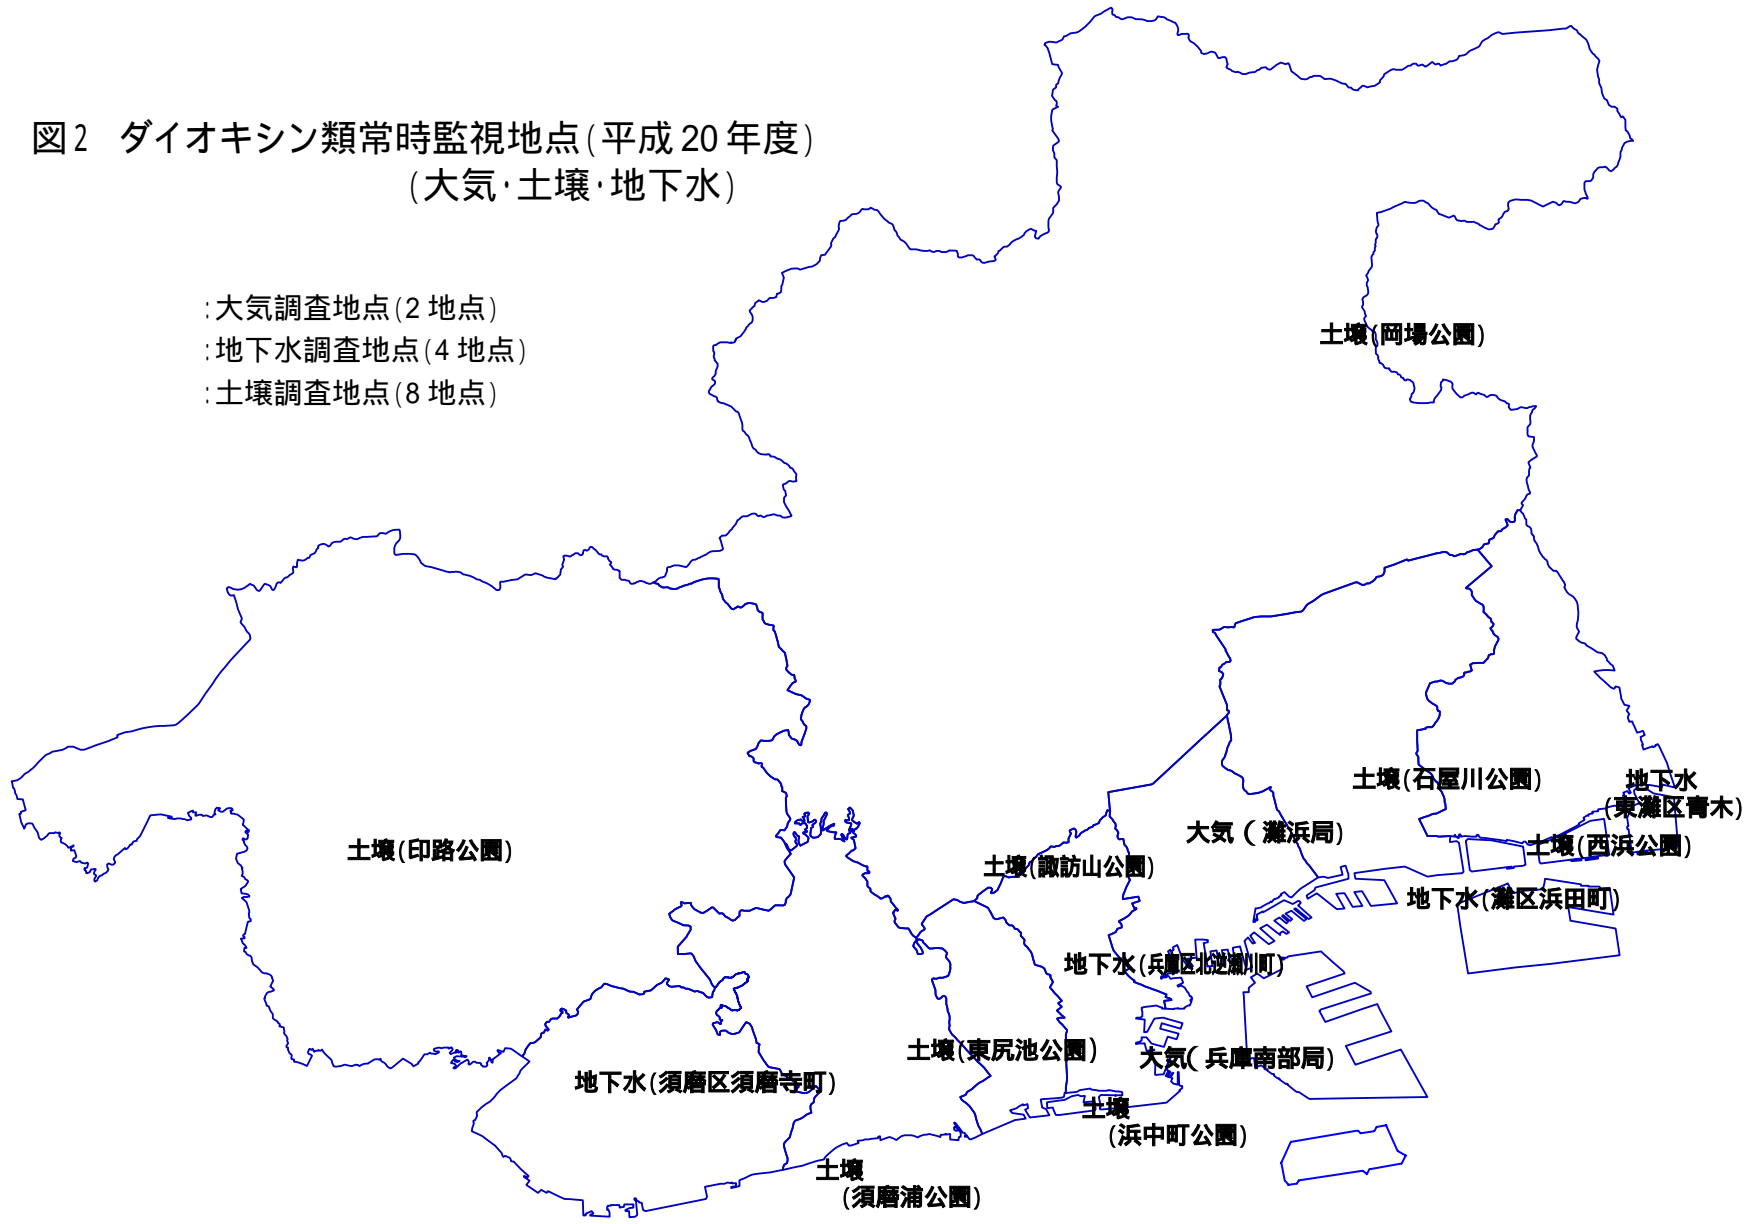 図2 ダイオキシン類常時監視地点(平成20年度)
(大気・土壌・地下水)
:大気調査地点(2地点)
:地下水調査地点(4地点)
:土壌調査地点(8地点)
土壌(岡場公園)
土壌(石屋川公園)
地下水
(東灘区青木)
大気(灘浜局)
土壌(西浜公園)
土壌(印路公園)
土壌(諏訪山公園)
地下水(灘区浜田町)
地下水(兵庫区北逆瀬川町)
土壌(東尻池公園)
大気(兵庫南部局)
地下水(須磨区須磨寺町)
土壌
(浜中町公園)
土壌
(須磨浦公園)